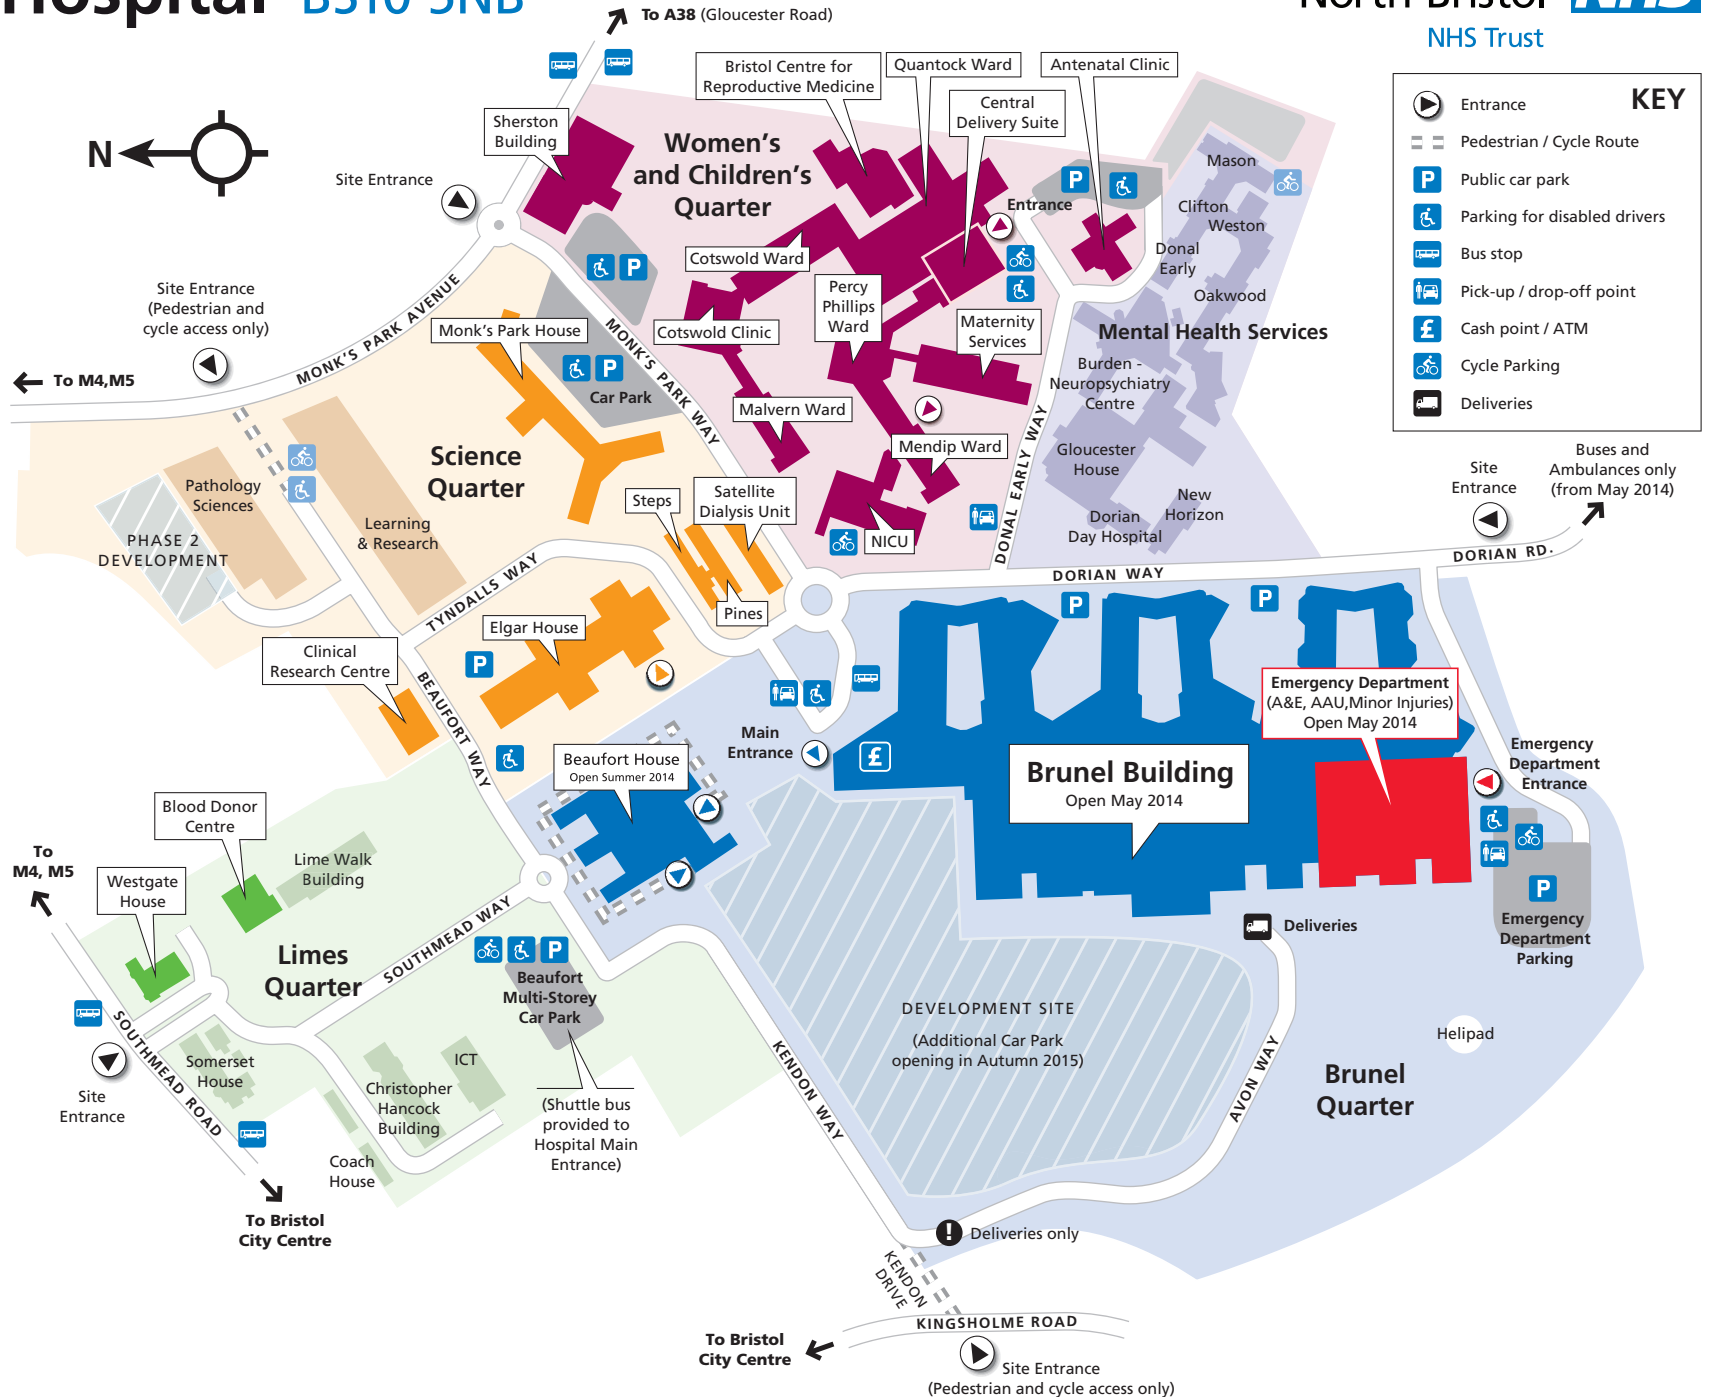 Hospital BS10 5NB
North Bristol NHS
NHS Trust
To A38 (Gloucester Road)
KEY
Entrance
Pedestrian / Cycle Route
P Public car park
Parking for disabled drivers
Bus stop
Pick-up / drop-off point
£ Cash point / ATM
Cycle Parking
Deliveries
N
Site Entrance
Site Entrance
(Pedestrian and
cycle access only)
To M4,M5
MONK'S PARK AVENUE
Sherston
Building
Women's
and Children's
Quarter
Bristol Centre for
Reproductive Medicine
Quantock Ward
Central
Delivery Suite
Antenatal Clinic
P
Entrance
P
Cotswold Ward
Cotswold Clinic
Percy
Phillips
Ward
Maternity
Services
Malvern Ward
Mendip Ward
NICU
MONK'S PARK WAY
DONAL EARLY WAY
Mason
Clifton
Weston
Donal
Early
Oakwood
Mental Health Services
Burden -
Neuropsychiatry
Centre
Gloucester
House
New
Horizon
Dorian
Day Hospital
Monk's Park House
P
Car Park
Science
Quarter
Pathology
Sciences
PHASE 2
DEVELOPMENT
Learning
& Research
Steps
Satellite
Dialysis Unit
Pines
TYNDALLS WAY
Elgar House
P
Clinical
Research Centre
BEAUFORT WAY
Site
Entrance
Buses and
Ambulances only
(from May 2014)
DORIAN RD.
DORIAN WAY
P
P
Main
Entrance
£
Beaufort House
Open Summer 2014
Brunel Building
Open May 2014
Emergency Department
(A&E, AAU,Minor Injuries)
Open May 2014
Emergency
Department
Entrance
P
Emergency
Department
Parking
Deliveries
Blood Donor
Centre
Lime Walk
Building
To
M4, M5
Westgate
House
Limes
Quarter
SOUTHMEAD WAY
P
Beaufort
Multi-Storey
Car Park
(Shuttle bus
provided to
Hospital Main
Entrance)
SOUTHMEAD ROAD
Site
Entrance
Somerset
House
Christopher
Hancock
Building
ICT
Coach
House
To Bristol
City Centre
DEVELOPMENT SITE
(Additional Car Park
opening in Autumn 2015)
Helipad
Brunel
Quarter
KENDON WAY
AVON WAY
! Deliveries only
KENDON
DRIVE
KINGSHOLME ROAD
To Bristol
City Centre
Site Entrance
(Pedestrian and cycle access only)